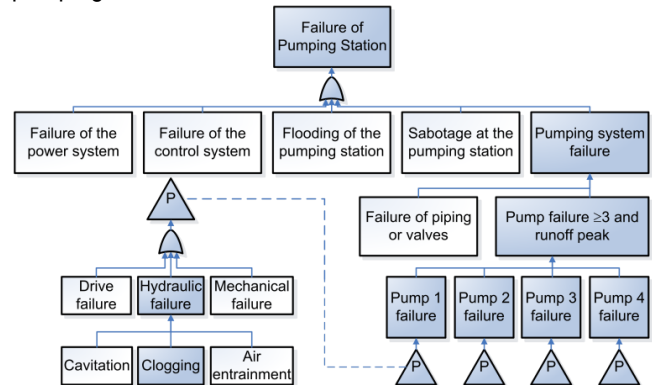 Failure of
Pumping Station
Failure of the
power system
Failure of the
control system
Flooding of the
pumping station
Sabotage at the
pumping station
Pumping system
failure
P
Failure of piping
or valves
Pump failure ≥3 and
runoff peak
Drive
failure
Hydraulic
failure
Mechanical
failure
Pump 1
failure
Pump 2
failure
Pump 3
failure
Pump 4
failure
Cavitation
Clogging
Air
entrainment
P
P
P
P